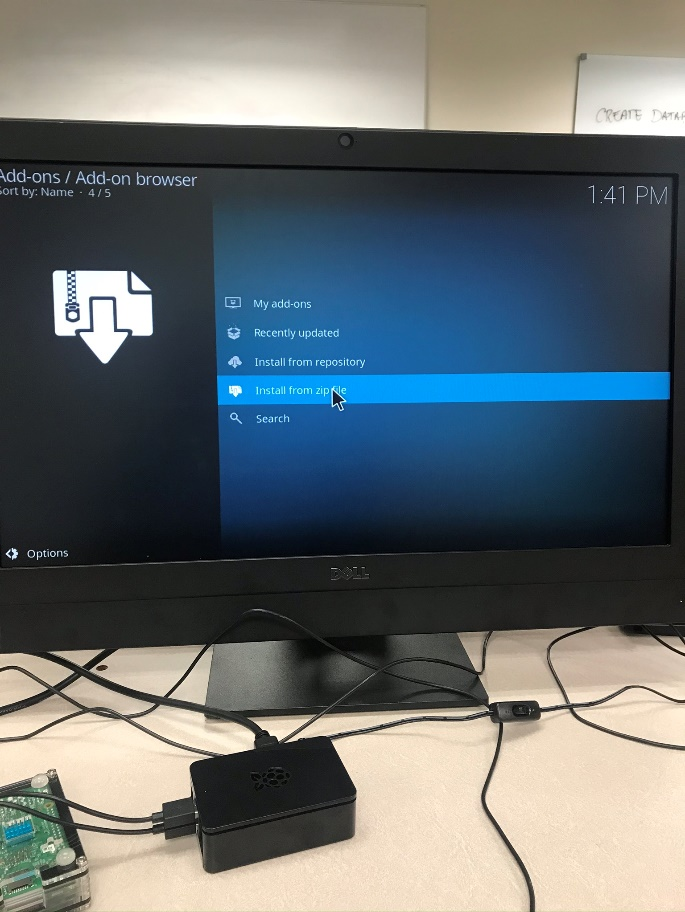 CREATE DATAB
Add-ons / Add-on browser
Sort by: Name · 4 / 5
1:41 PM
My add-ons
Recently updated
Install from repository
Install from zip file
Search
Options
DELL